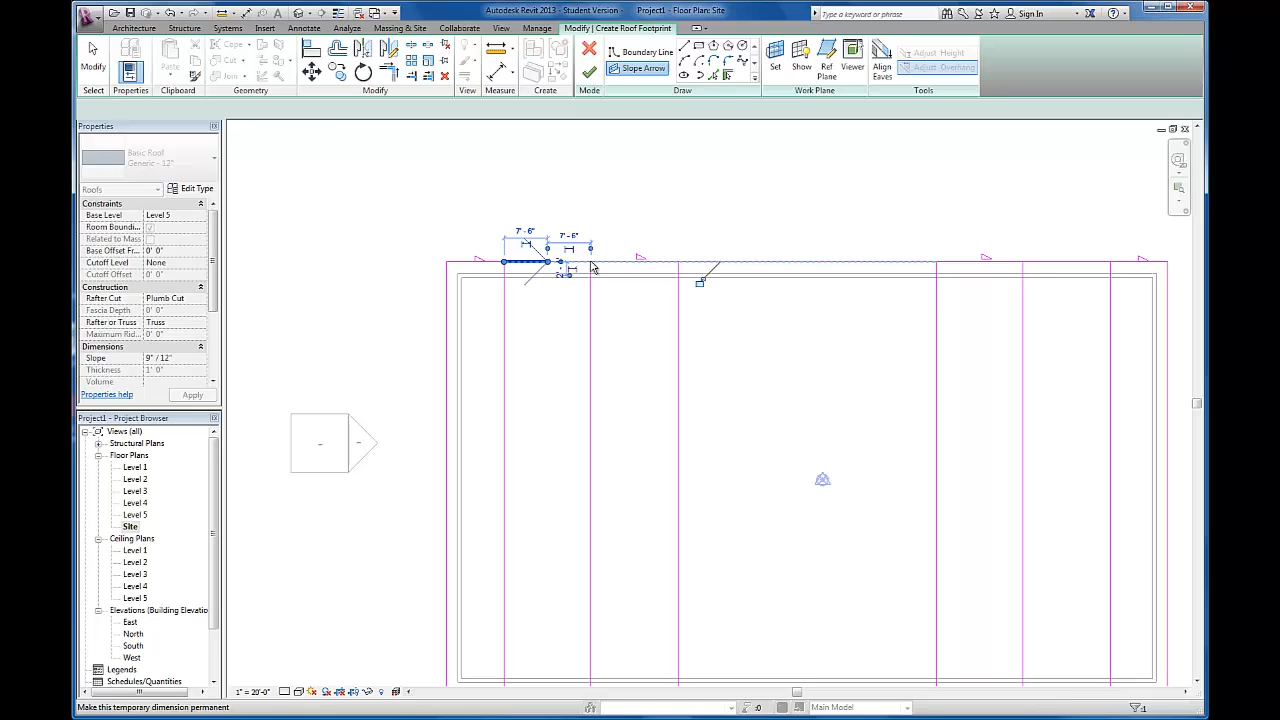 Autodesk Revit 2013 - Student Version - Project1 - Floor Plan: Site
Type a keyword or phrase
Sign In
Architecture Structure Systems Insert Annotate Analyze Massing & Site Collaborate View Manage Modify | Create Roof Footprint
Modify
Properties
Paste
Cope
Cut
Join
Boundary Line
Slope Arrow
Set
Show
Ref Plane
Viewer
Align Eaves
Adjust Height
Adjust Overhang
Select Properties Clipboard Geometry Modify View Measure Create Mode Draw Work Plane Tools
Properties
Basic Roof
Generic - 12"
Roofs
Edit Type
Constraints
Base Level Level 5
Room Boundi...
Related to Mass
Base Offset Fr... 0' 0"
Cutoff Level None
Cutoff Offset 0' 0"
Construction
Rafter Cut Plumb Cut
Fascia Depth 0' 0"
Rafter or Truss Truss
Maximum Rid... 0' 0"
Dimensions
Slope 9" / 12"
Thickness 1' 0"
Volume
Properties help
Apply
Project1 - Project Browser
Views (all)
Structural Plans
Floor Plans
Level 1
Level 2
Level 3
Level 4
Level 5
Site
Ceiling Plans
Level 1
Level 2
Level 3
Level 4
Level 5
Elevations (Building Elevatio
East
North
South
West
Legends
Schedules/Quantities
7' - 6"
7' - 6"
1" = 20'-0"
Make this temporary dimension permanent
:0
Main Model
:1